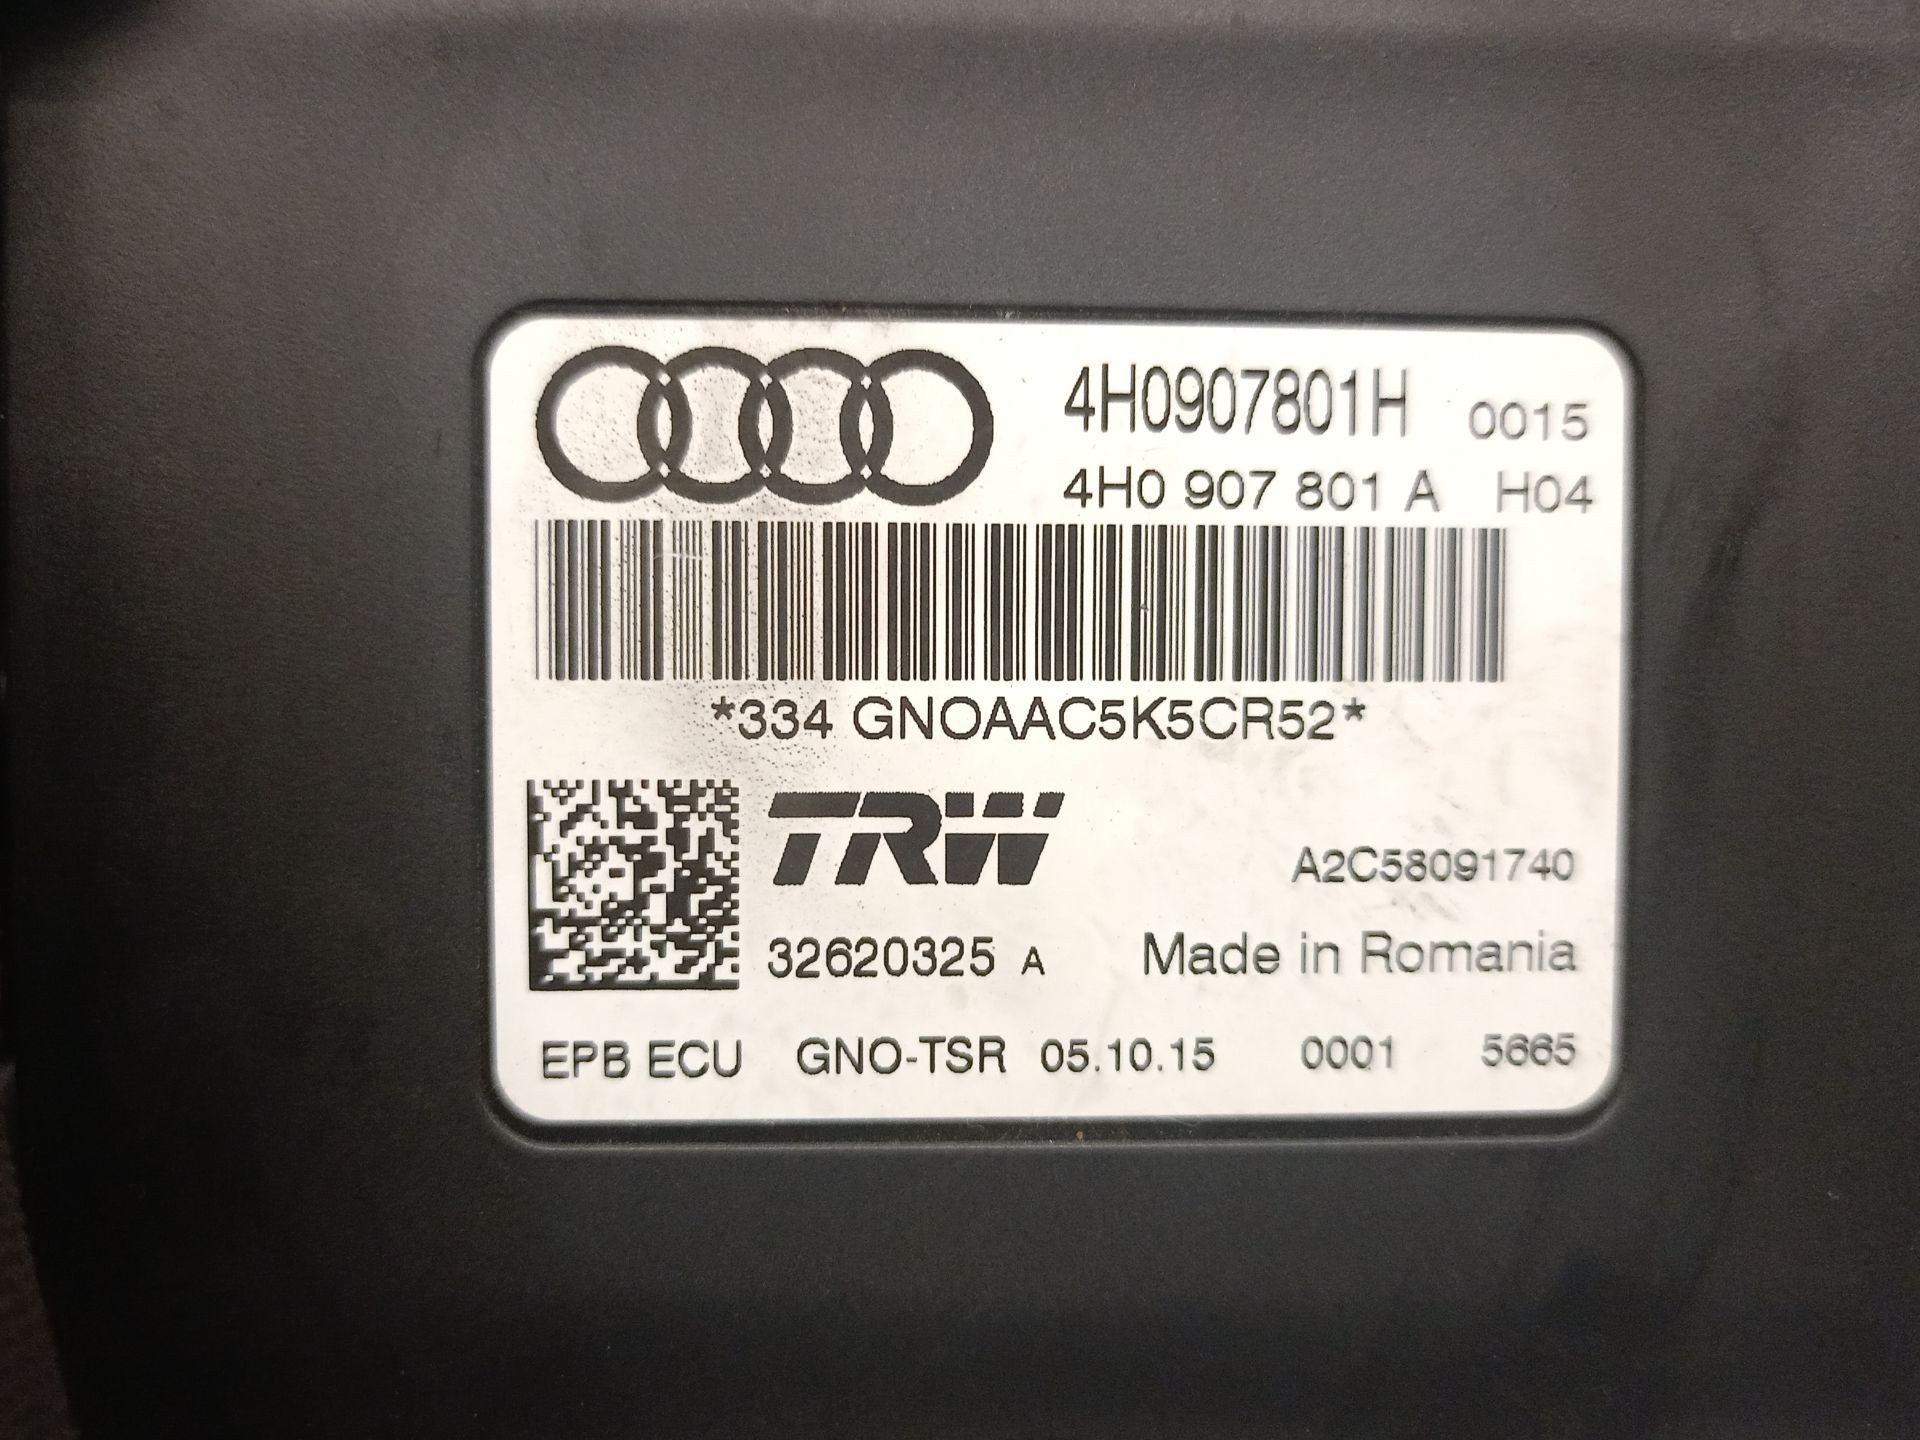 4H0907801H 0015
4H0 907 801 A H04
*334 GNOAAC5K5CR52*
TRW
A2C58091740
32620325 A Made in Romania
EPB ECU GNO-TSR 05.10.15 0001 5665